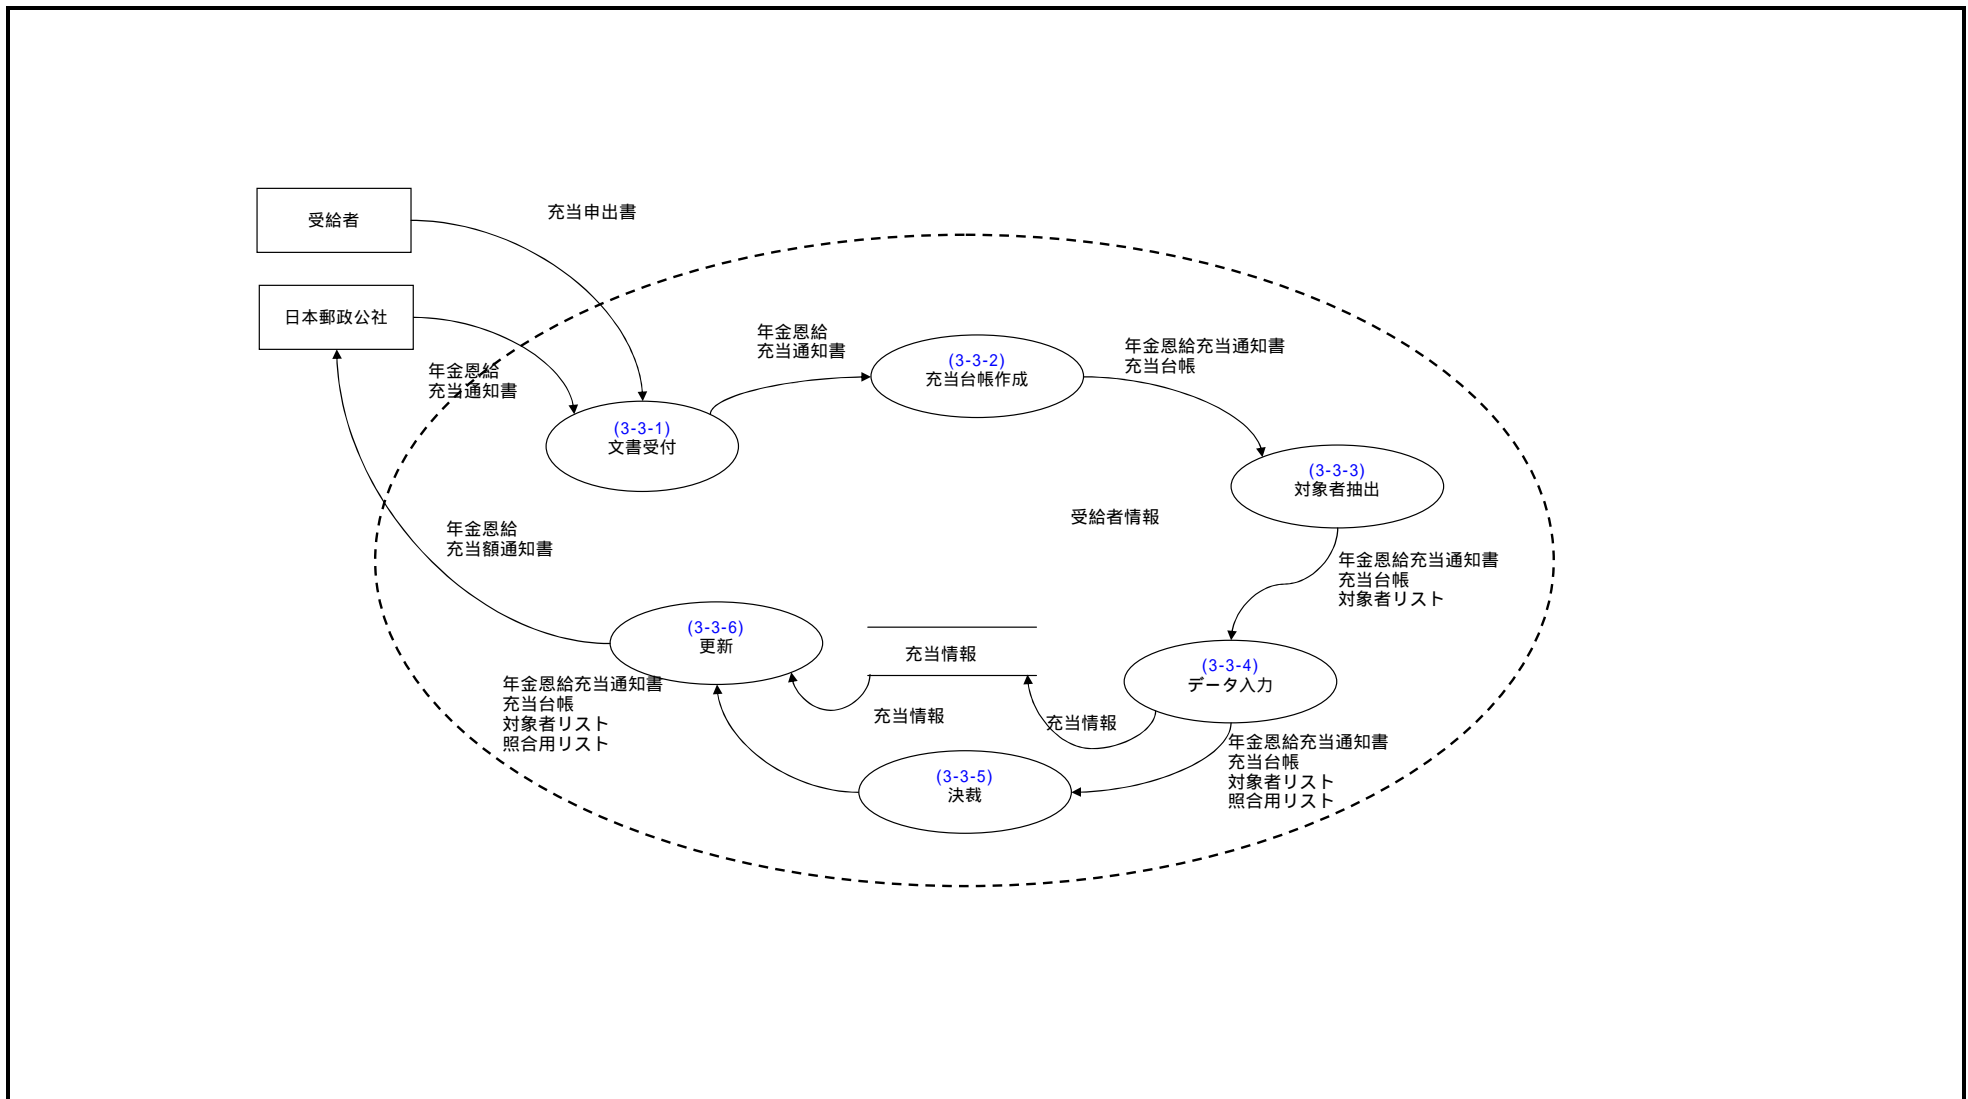 受給者
充当申出書
日本郵政公社
年金恩給
充当通知書
(3-3-1)
文書受付
年金恩給
充当通知書
(3-3-2)
充当台帳作成
年金恩給充当通知書
充当台帳
(3-3-3)
対象者抽出
受給者情報
年金恩給充当通知書
充当台帳
対象者リスト
年金恩給
充当額通知書
(3-3-6)
更新
充当情報
(3-3-4)
データ入力
年金恩給充当通知書
充当台帳
対象者リスト
照合用リスト
充当情報
充当情報
年金恩給充当通知書
充当台帳
対象者リスト
照合用リスト
(3-3-5)
決裁